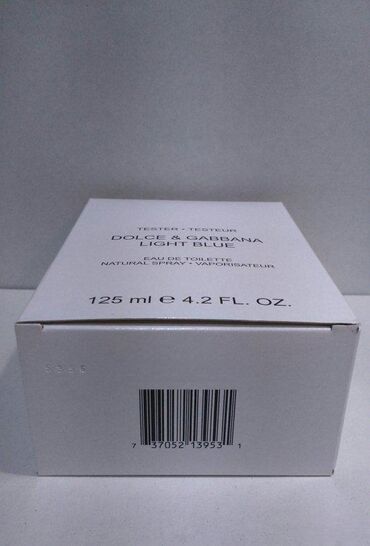 TESTER • TESTEUR
DOLCE & GABBANA
LIGHT BLUE
EAU DE TOILETTE
NATURAL SPRAY • VAPORISATEUR
125 ml ℮ 4.2 FL. OZ.
7 37052 13953 1